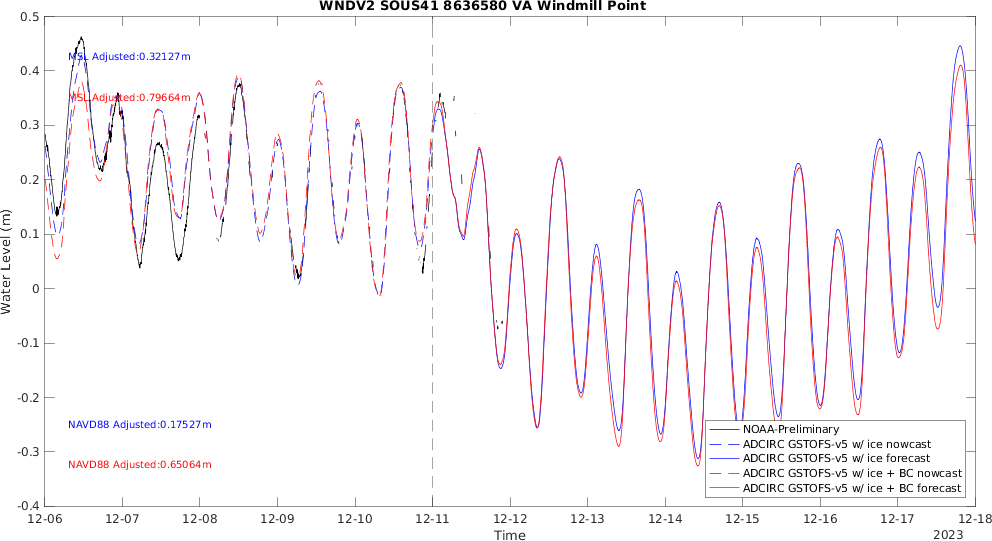 WNDV2 SOUS41 8636580 VA Windmill Point
0.5
0.4
0.3
0.2
0.1
0
-0.1
-0.2
-0.3
-0.4
Water Level (m)
MSL Adjusted:0.32127m
MSL Adjusted:0.79664m
NAVD88 Adjusted:0.17527m
NAVD88 Adjusted:0.65064m
NOAA-Preliminary
ADCIRC GSTOFS-v5 w/ ice nowcast
ADCIRC GSTOFS-v5 w/ ice forecast
ADCIRC GSTOFS-v5 w/ ice + BC nowcast
ADCIRC GSTOFS-v5 w/ ice + BC forecast
12-06 12-07 12-08 12-09 12-10 12-11 12-12 12-13 12-14 12-15 12-16 12-17 12-18
Time
2023